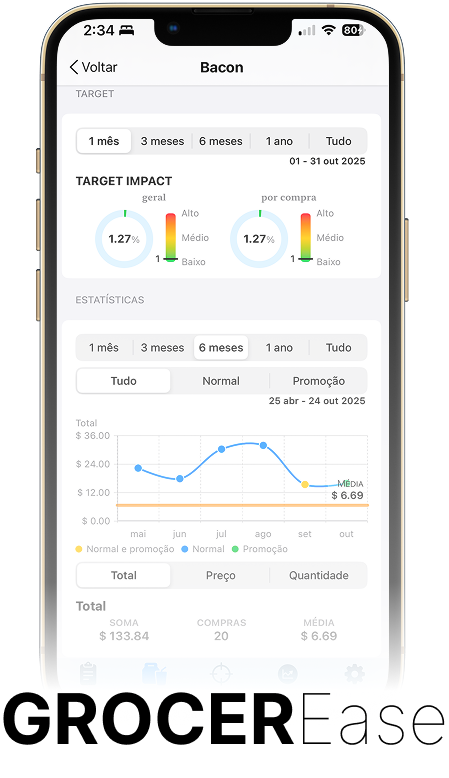 2:34
80
Voltar
Bacon
TARGET
1 mês 3 meses 6 meses 1 ano Tudo
01 - 31 out 2025
TARGET IMPACT
geral por compra
Alto Alto
1.27% Médio 1.27% Médio
1 Baixo 1 Baixo
ESTATÍSTICAS
1 mês 3 meses 6 meses 1 ano Tudo
Tudo Normal Promoção
25 abr - 24 out 2025
Total
$ 36.00
$ 24.00
$ 12.00
$ 0.00
MÉDIA
$ 6.69
mai jun jul ago set out
Normal e promoção Normal Promoção
Total Preço Quantidade
Total
SOMA COMPRAS MÉDIA
$ 133.84 20 $ 6.69
GROCEREase